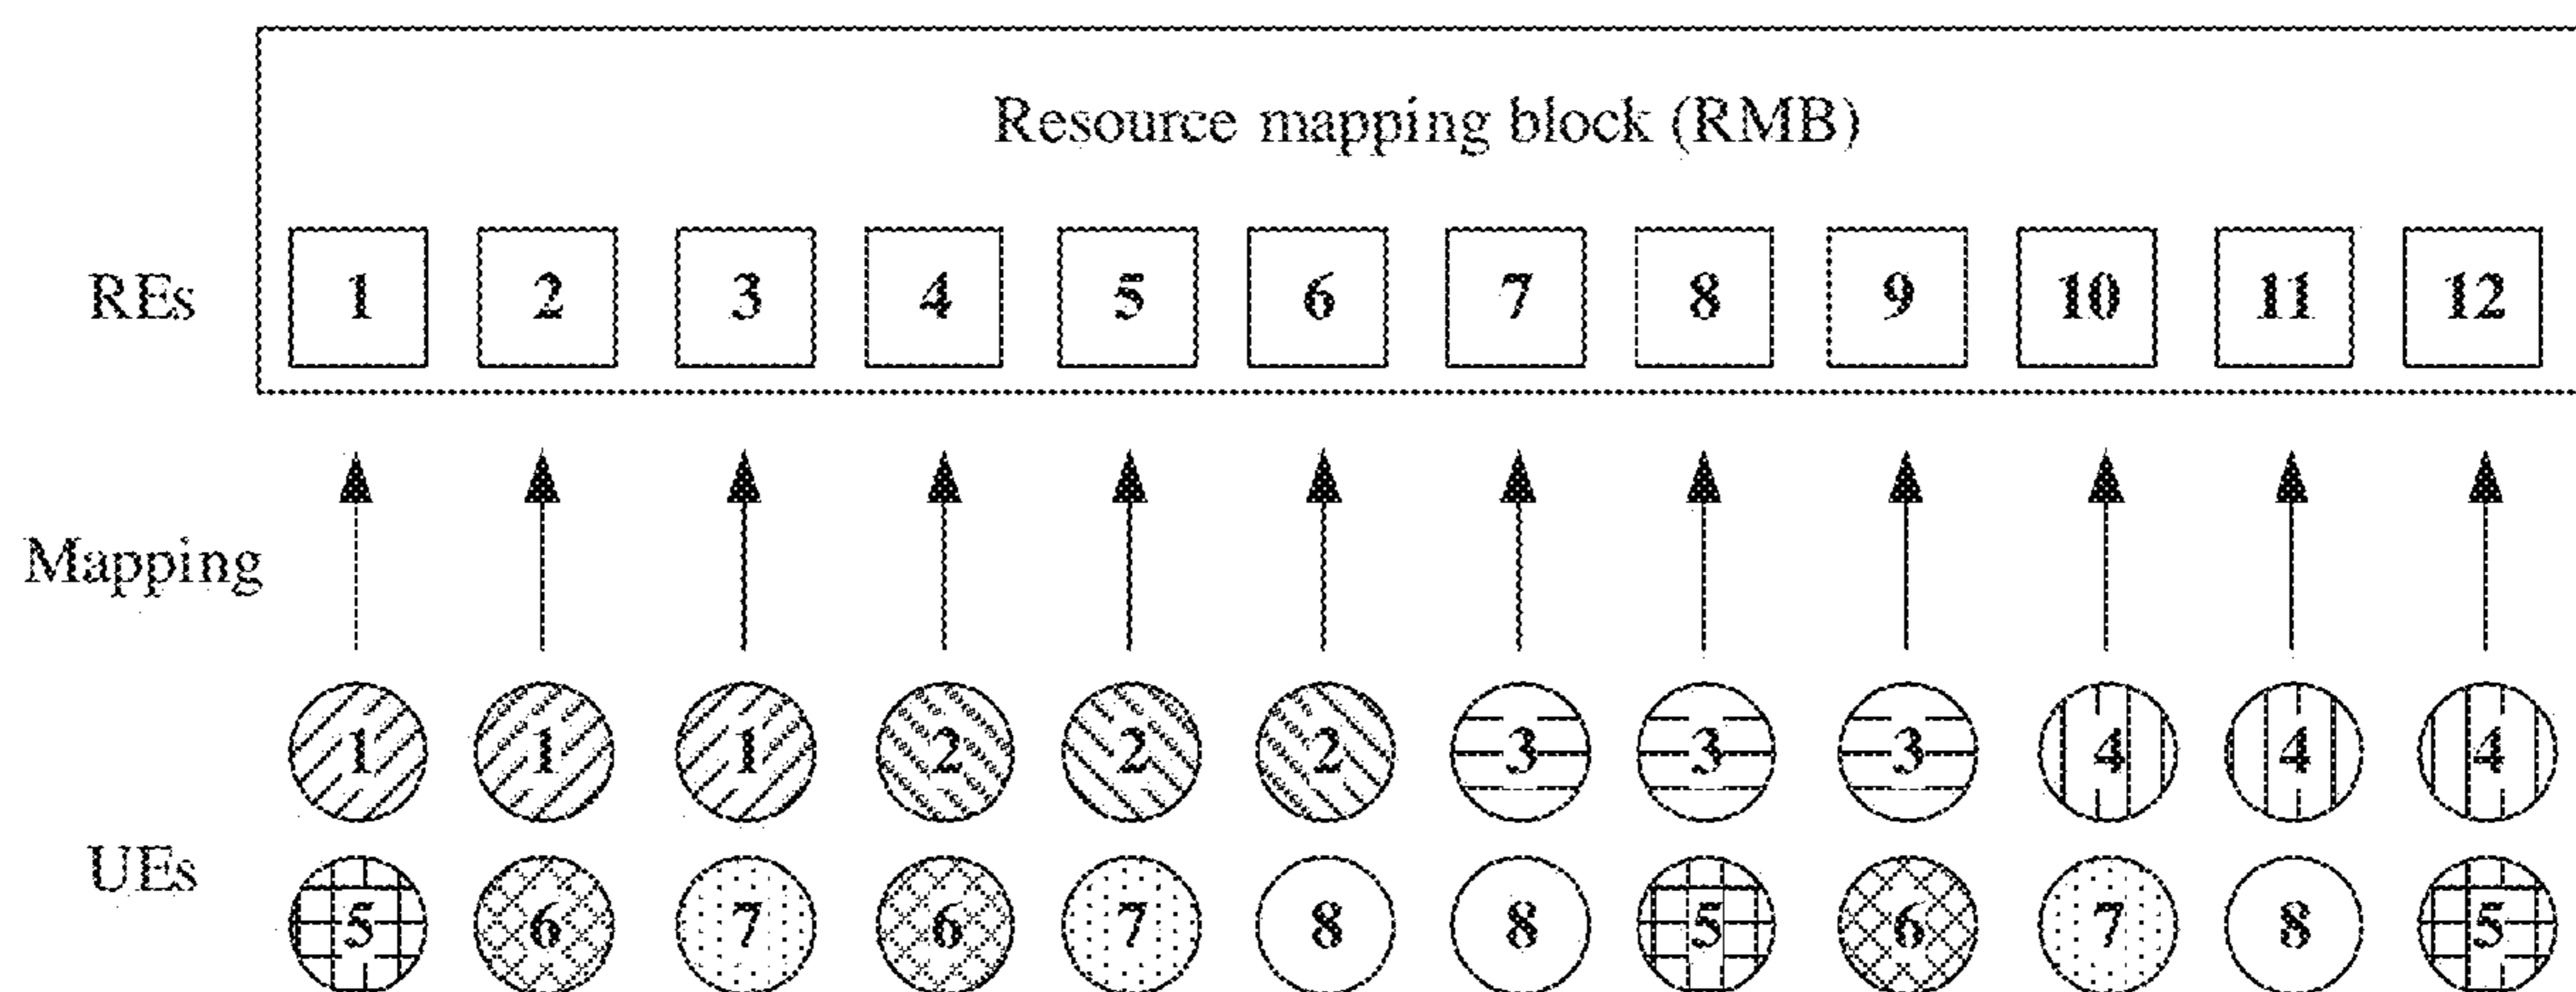 Resource mapping block (RMB)
REs 1 2 3 4 5 6 7 8 9 10 11 12
Mapping
1 1 1 2 2 2 3 3 3 4 4 4
UEs
5 6 7 6 7 8 8 5 6 7 8 5